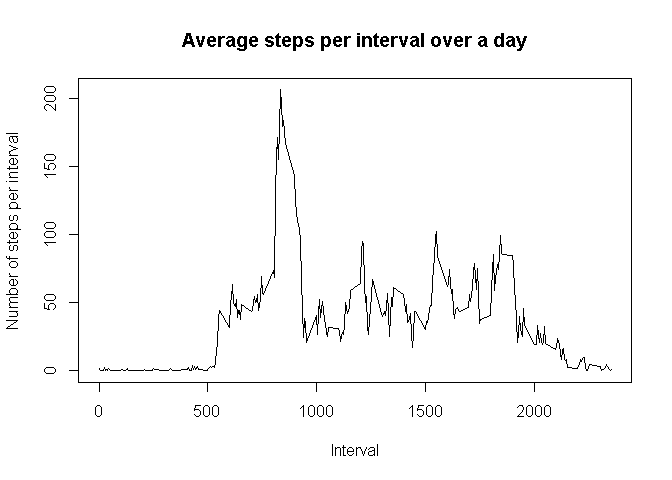 Average steps per interval over a day
Number of steps per interval
200
150
100
50
0
0 500 1000 1500 2000
Interval